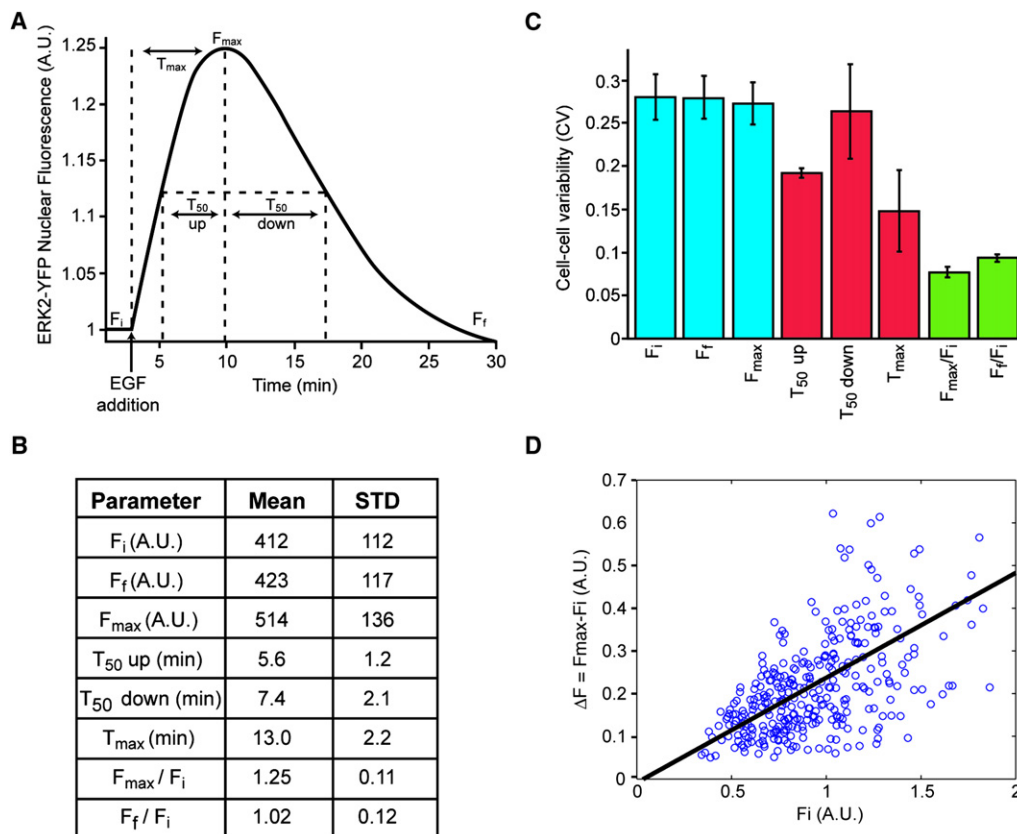 A
ERK2-YFP Nuclear Fluorescence (A.U.)
1.25
1.2
1.15
1.1
1.05
1
Fmax
Tmax
T50 up
T50 down
Fi
Ff
5
10
15
20
25
30
Time (min)
EGF
addition
B
Parameter Mean STD
Fi (A.U.) 412 112
Ff (A.U.) 423 117
Fmax (A.U.) 514 136
T50 up (min) 5.6 1.2
T50 down (min) 7.4 2.1
Tmax (min) 13.0 2.2
Fmax / Fi 1.25 0.11
Ff / Fi 1.02 0.12
C
Cell-cell variability (CV)
0.3
0.25
0.2
0.15
0.1
0.05
0
Fi
Ff
Fmax
T50 up
T50 down
Tmax
Fmax/Fi
Ff/Fi
D
ΔF = Fmax-Fi (A.U.)
0.7
0.6
0.5
0.4
0.3
0.2
0.1
0
0
0.5
1
1.5
2
Fi (A.U.)